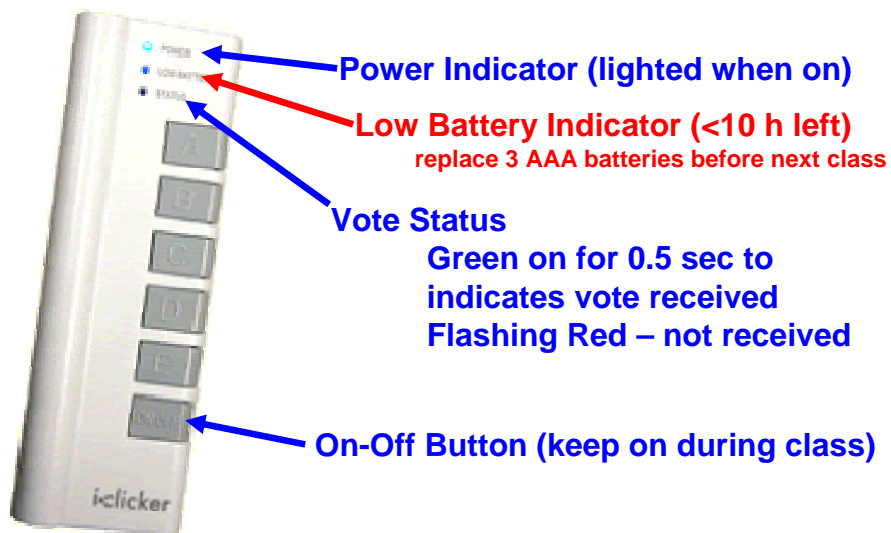 POWER
Power Indicator (lighted when on)
LOW BATTERY
STATUS
Low Battery Indicator (<10 h left)
replace 3 AAA batteries before next class
A
B
Vote Status
C
Green on for 0.5 sec to
D
indicates vote received
Flashing Red – not received
E
On-Off Button (keep on during class)
i>clicker